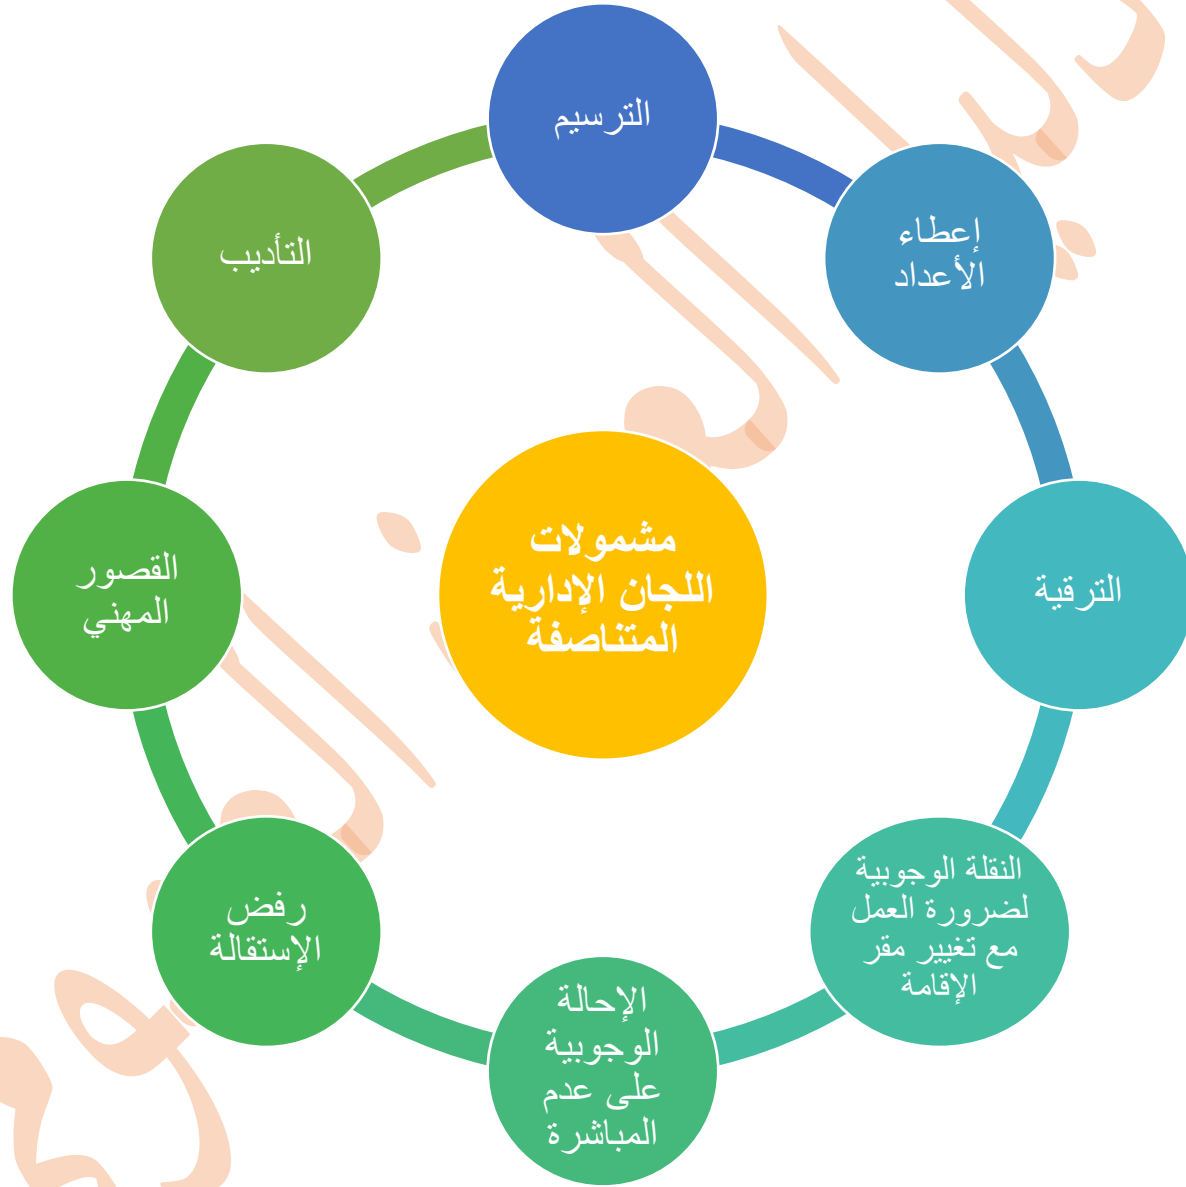 الترسيم
إعطاء
الأعداد
الترقية
النقلة الوجوبية
لضرورة العمل
مع تغيير مقر
الإقامة
الإحالة
الوجوبية
على عدم
المباشرة
رفض
الإستقالة
القصور
المهني
التأديب
مشمولات
اللجان الإدارية
المتناصفة